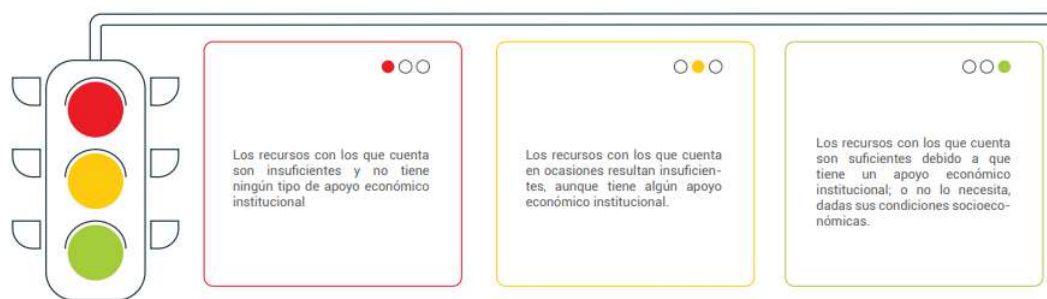 Los recursos con los que cuenta
son insuficientes y no tiene
ningún tipo de apoyo económico
institucional
Los recursos con los que cuenta
en ocasiones resultan insuficien-
tes, aunque tiene algún apoyo
económico institucional.
Los recursos con los que cuenta
son suficientes debido a que
tiene un apoyo económico
institucional; o no lo necesita,
dadas sus condiciones socioeco-
nómicas.